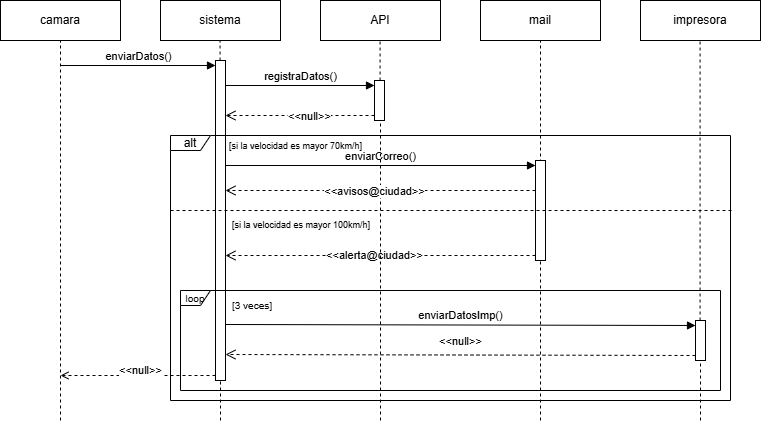 camara
sistema
API
mail
impresora
enviarDatos()
registraDatos()
<<null>>
alt
[si la velocidad es mayor 70km/h]
enviarCorreo()
<<avisos@ciudad>>
[si la velocidad es mayor 100km/h]
<<alerta@ciudad>>
loop
[3 veces]
enviarDatosImp()
<<null>>
<<null>>